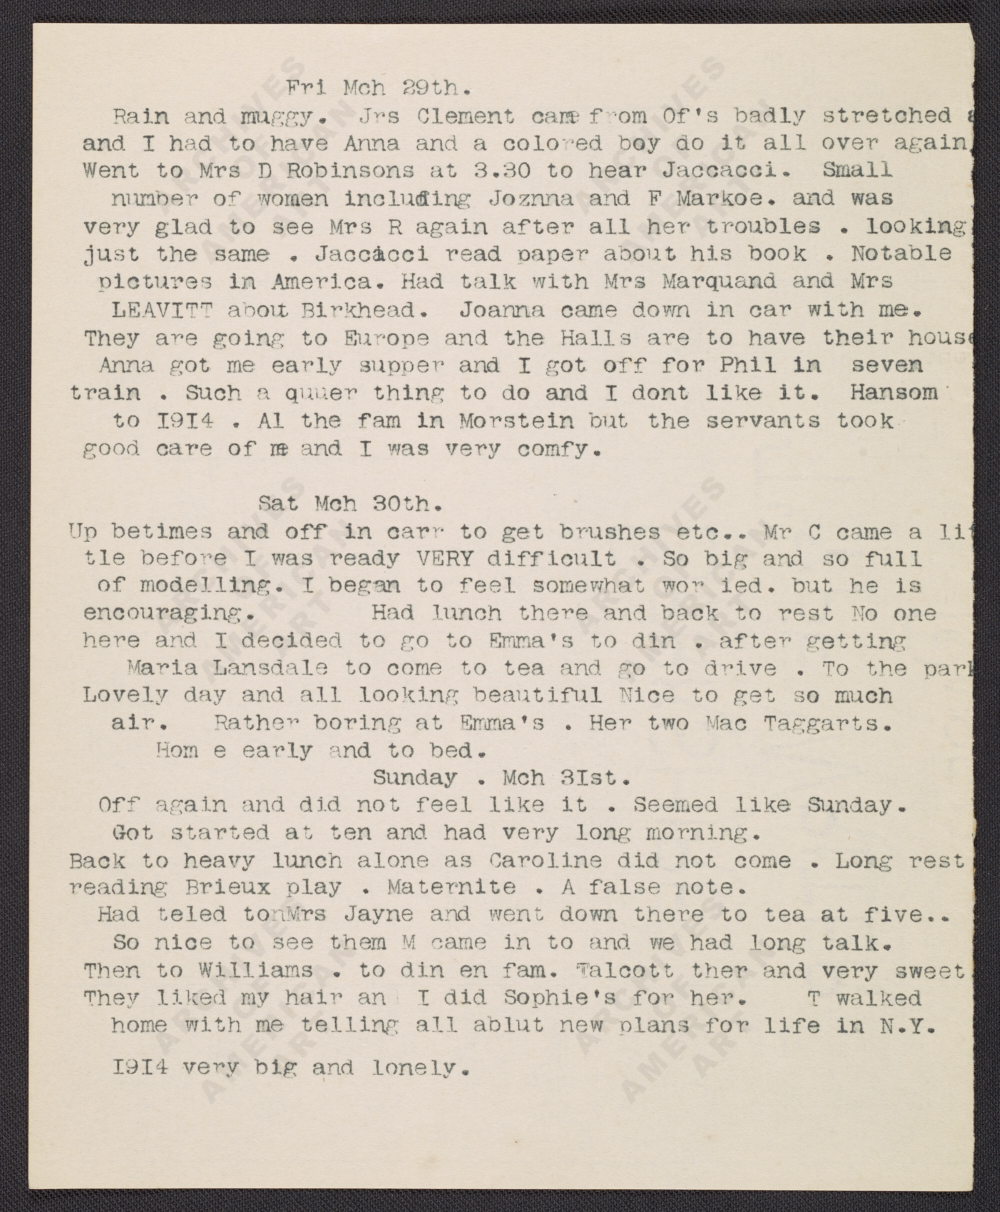 Fri Mch 29th.
Rain and muggy. Jrs Clement came from Of's badly stretched a
and I had to have Anna and a colored boy do it all over again
Went to Mrs D Robinsons at 3.30 to hear Jaccacci. Small
number of women including Joznna and F Markoe. and was
very glad to see Mrs R again after all her troubles . looking
just the same . Jaccacci read paper about his book . Notable
pictures in America. Had talk with Mrs Marquand and Mrs
LEAVITT about Birkhead. Joanna came down in car with me.
They are going to Europe and the Halls are to have their house
Anna got me early supper and I got off for Phil in seven
train . Such a quuer thing to do and I dont like it. Hansom
to I9I4 . Al the fam in Morstein but the servants took
good care of me and I was very comfy.
Sat Mch 30th.
Up betimes and off in carr to get brushes etc.. Mr C came a lit
tle before I was ready VERY difficult . So big and so full
of modelling. I began to feel somewhat wor ied. but he is
encouraging. Had lunch there and back to rest No one
here and I decided to go to Emma's to din . after getting
Maria Lansdale to come to tea and go to drive . To the park
Lovely day and all looking beautiful Nice to get so much
air. Rather boring at Emma's . Her two Mac Taggarts.
Hom e early and to bed.
Sunday . Mch 3Ist.
Off again and did not feel like it . Seemed like Sunday.
Got started at ten and had very long morning.
Back to heavy lunch alone as Caroline did not come . Long rest
reading Brieux play . Maternite . A false note.
Had teled tonMrs Jayne and went down there to tea at five..
So nice to see them M came in to and we had long talk.
Then to Williams . to din en fam. Talcott ther and very sweet
They liked my hair an I did Sophie's for her. T walked
home with me telling all ablut new plans for life in N.Y.
I9I4 very big and lonely.